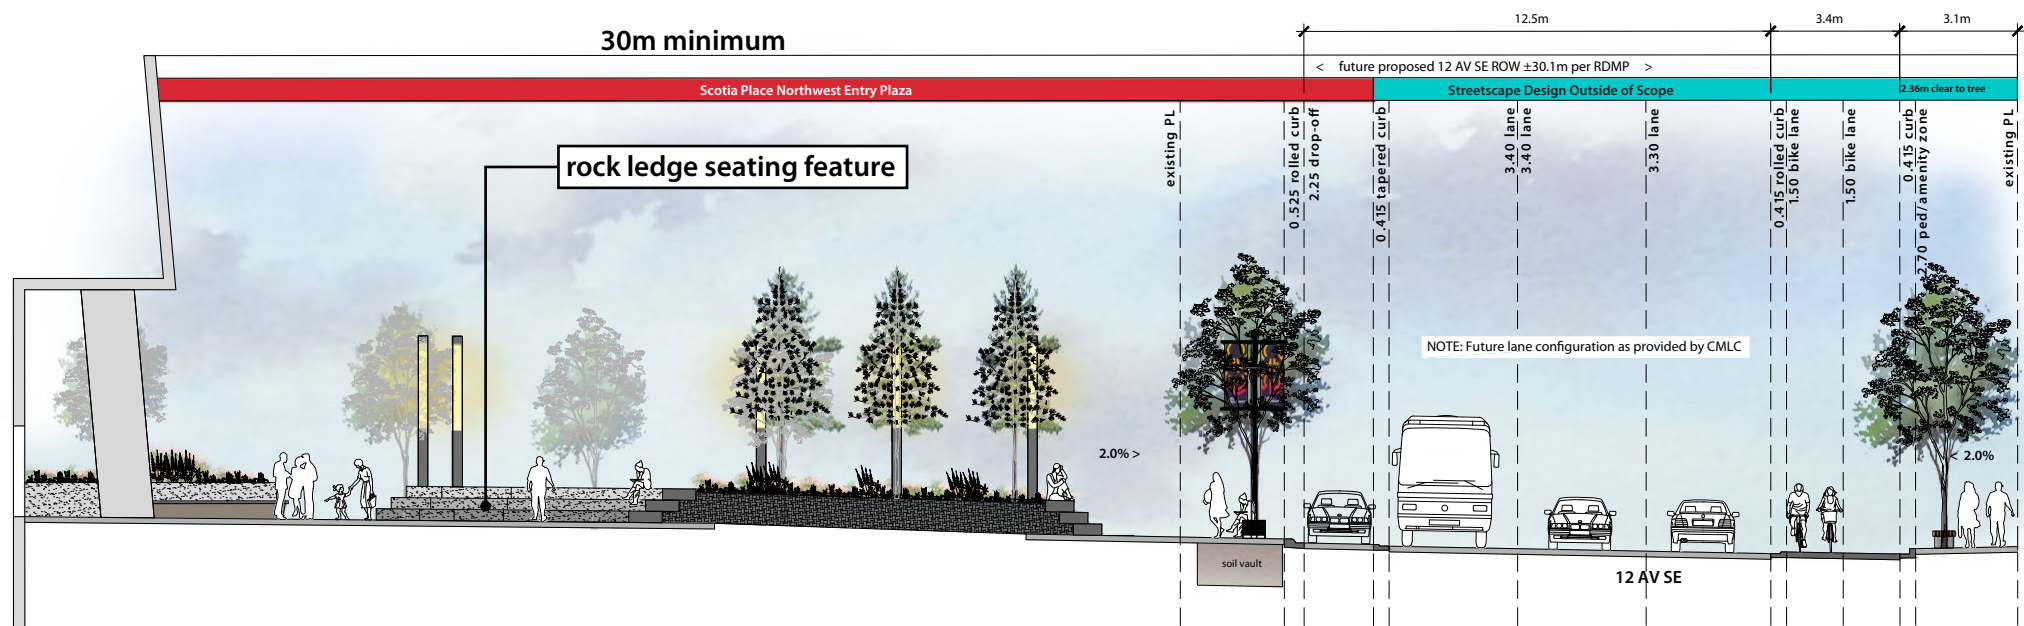 12.5m
3.4m
3.1m
30m minimum
< future proposed 12 AV SE ROW ±30.1m per RDMP >
Scotia Place Northwest Entry Plaza
Streetscape Design Outside of Scope
2.36m clear to tree
existing PL
0.525 rolled curb
2.25 drop-off
0.415 tapered curb
3.40 lane
3.40 lane
3.30 lane
0.415 rolled curb
1.50 bike lane
1.50 bike lane
0.415 curb
2.70 ped/amenity zone
existing PL
rock ledge seating feature
NOTE: Future lane configuration as provided by CMLC
2.0% >
< 2.0%
soil vault
12 AV SE